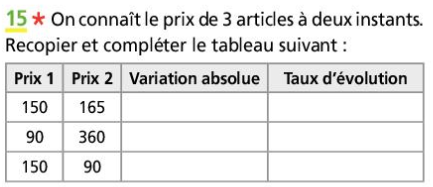 15 * On connaît le prix de 3 articles à deux instants.
Recopier et compléter le tableau suivant :
Prix 1 Prix 2 Variation absolue Taux d'évolution
150 165
90 360
150 90